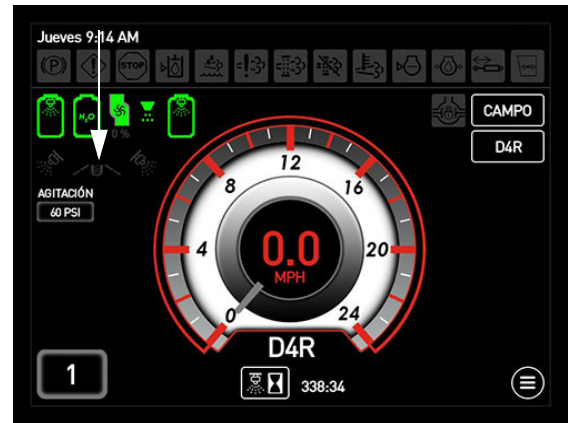 Jueves 9:14 AM
(P)
STOP
H₂O
0 %
CAMPO
D4R
AGITACIÓN
60 PSI
12
8
16
4
20
0
24
0.0
MPH
D4R
1
338:34